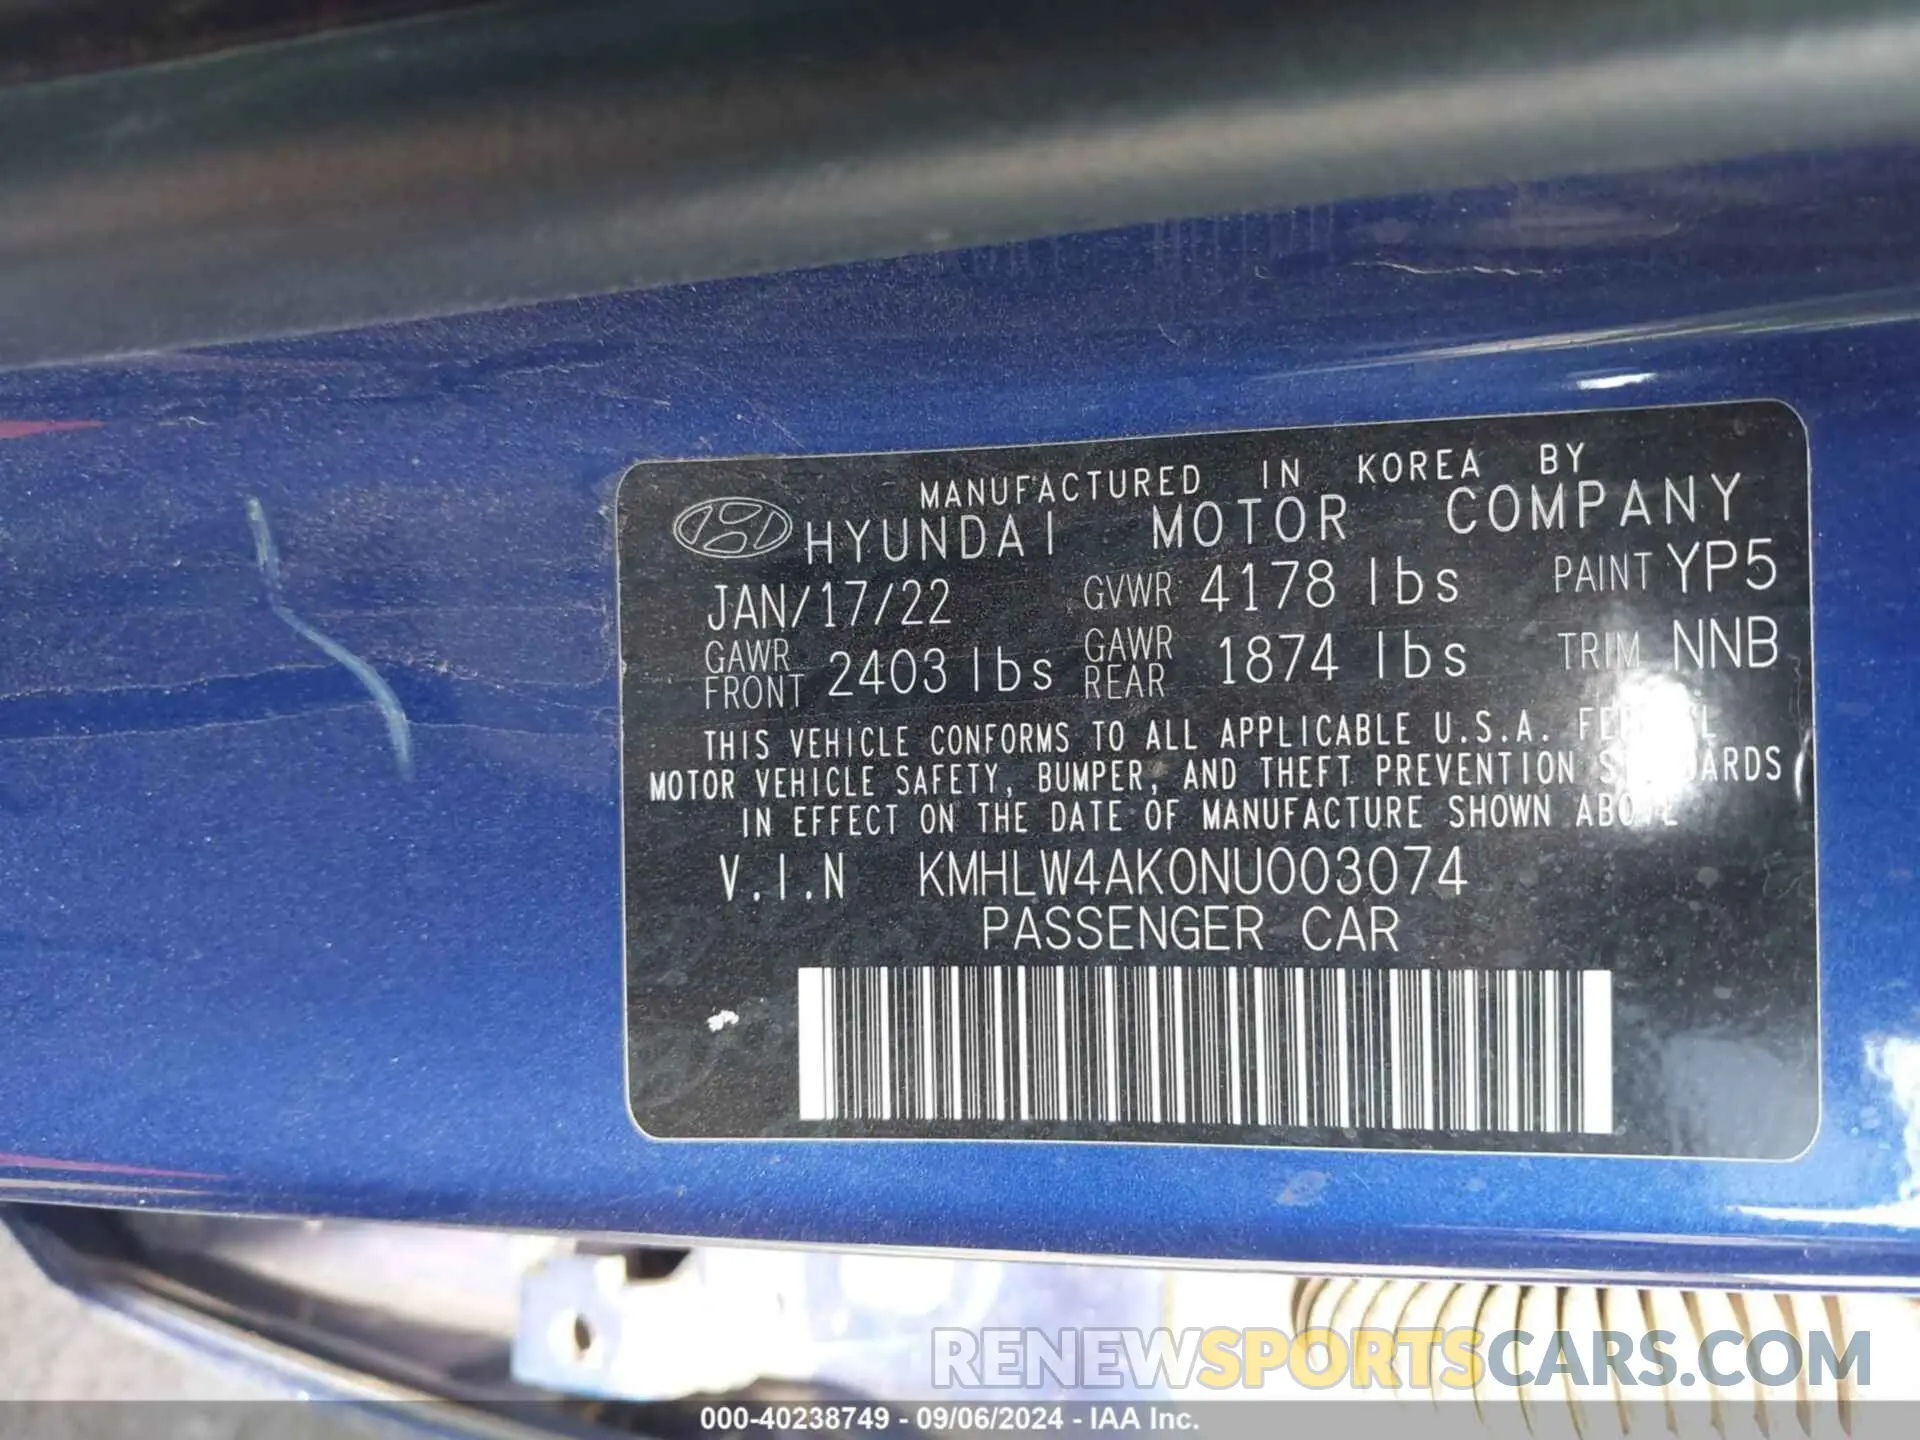 MANUFACTURED IN KOREA BY
HYUNDAI MOTOR COMPANY
JAN/17/22 GVWR 4178 lbs PAINT YP5
GAWR FRONT 2403 lbs GAWR REAR 1874 lbs TRIM NNB
THIS VEHICLE CONFORMS TO ALL APPLICABLE U.S.A. FEDERAL
MOTOR VEHICLE SAFETY, BUMPER, AND THEFT PREVENTION STANDARDS
IN EFFECT ON THE DATE OF MANUFACTURE SHOWN ABOVE
V.I.N KMHLW4AK0NU003074
PASSENGER CAR
RENEWSPORTSCARS.COM
000-40238749 - 09/06/2024 - IAA Inc.